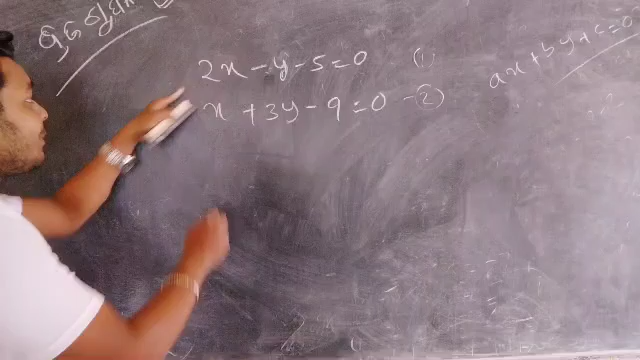 2x - y - 5 = 0 (1)
x + 3y - 9 = 0 - (2)
ax + by + c = 0